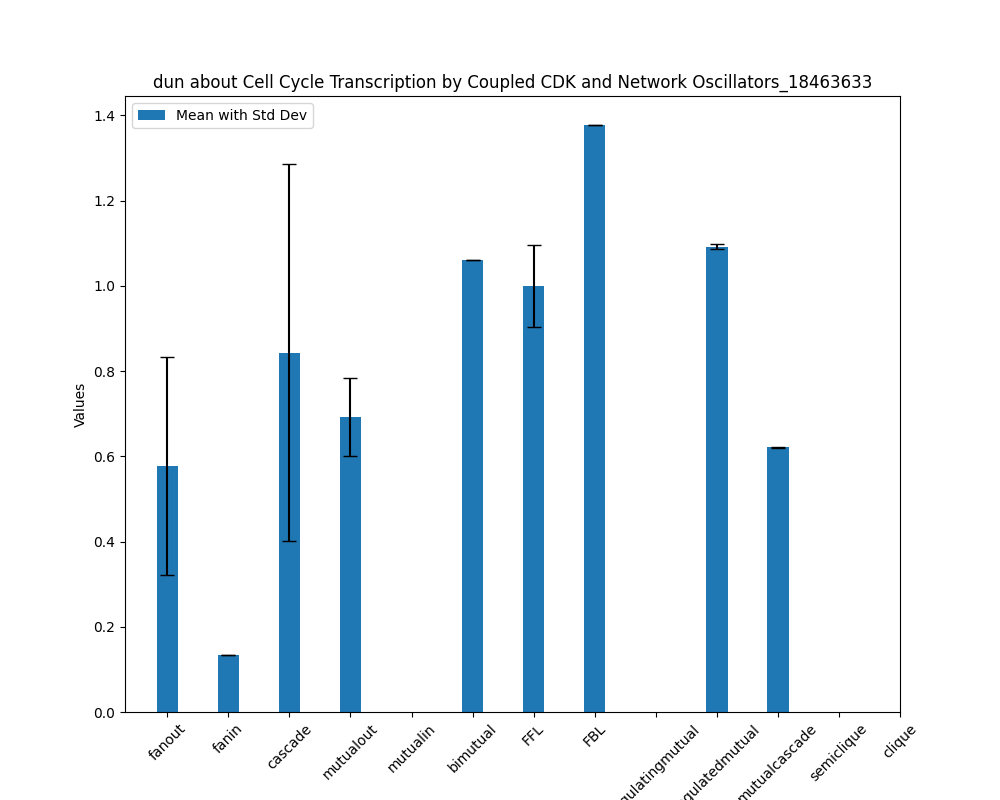 dun about Cell Cycle Transcription by Coupled CDK and Network Oscillators_18463633
Mean with Std Dev
Values
1.4
1.2
1.0
0.8
0.6
0.4
0.2
0.0
fanout
fanin
cascade
mutualout
mutualin
bimutual
FFL
FBL
gulatingmutual
gulatedmutual
mutualcascade
semiclique
clique